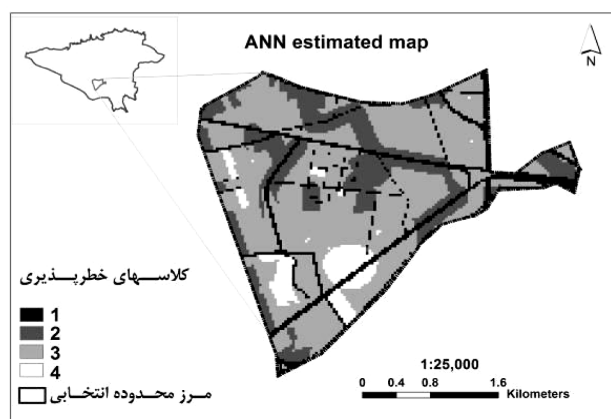 ANN estimated map
N
کلاسهای خطرپذیری
1
2
3
4
مرز محدوده انتخابی
1:25,000
0 0.4 0.8 1.6
Kilometers